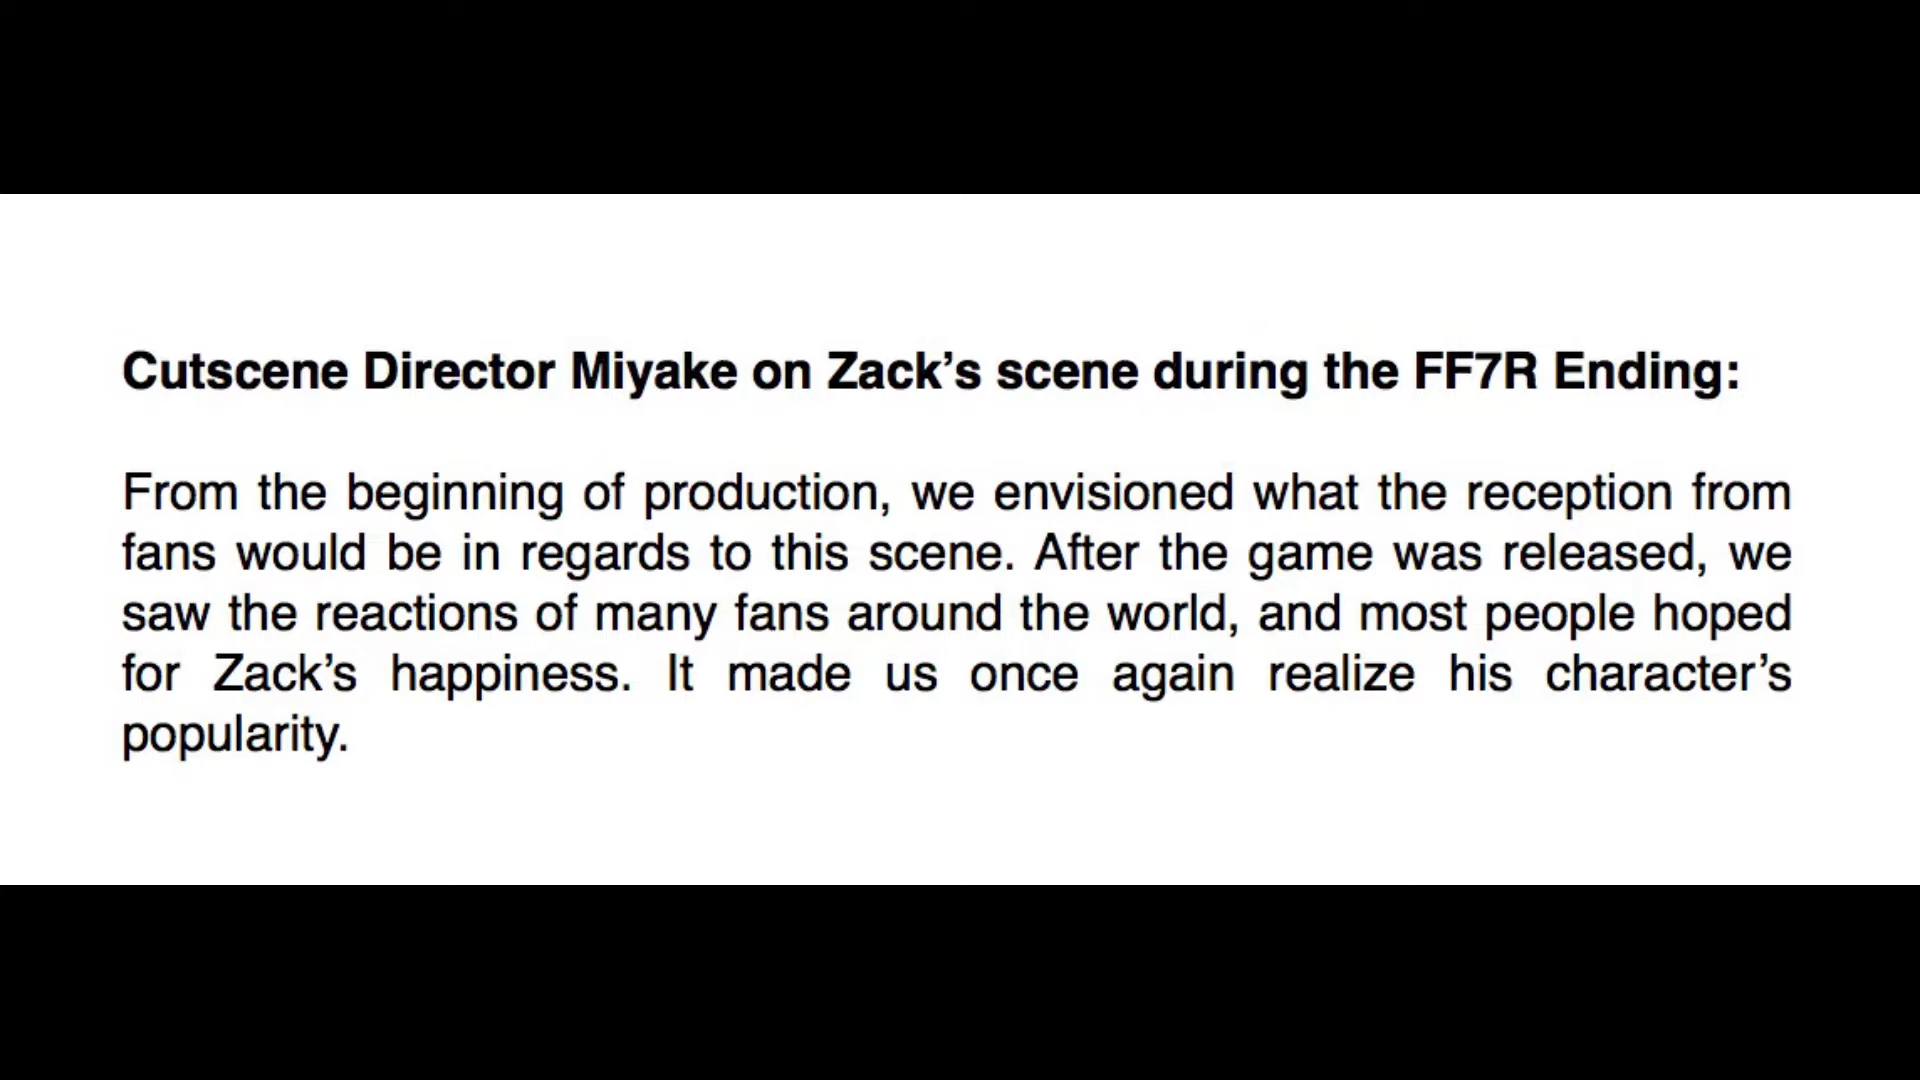 Cutscene Director Miyake on Zack’s scene during the FF7R Ending:
From the beginning of production, we envisioned what the reception from
fans would be in regards to this scene. After the game was released, we
saw the reactions of many fans around the world, and most people hoped
for Zack’s happiness. It made us once again realize his character’s
popularity.